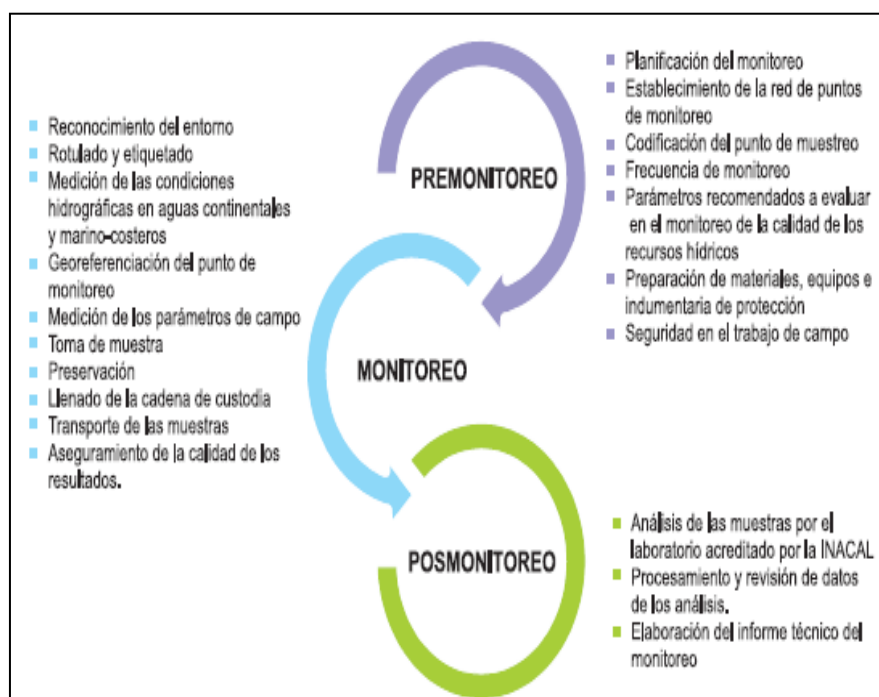 PREMONITOREO
Planificación del monitoreo
Establecimiento de la red de puntos
de monitoreo
Codificación del punto de muestreo
Frecuencia de monitoreo
Parámetros recomendados a evaluar
en el monitoreo de la calidad de los
recursos hídricos
Preparación de materiales, equipos e
indumentaria de protección
Seguridad en el trabajo de campo
MONITOREO
Reconocimiento del entorno
Rotulado y etiquetado
Medición de las condiciones
hidrográficas en aguas continentales
y marino-costeros
Georeferenciación del punto de
monitoreo
Medición de los parámetros de campo
Toma de muestra
Preservación
Llenado de la cadena de custodia
Transporte de las muestras
Aseguramiento de la calidad de los
resultados.
POSMONITOREO
Análisis de las muestras por el
laboratorio acreditado por la INACAL
Procesamiento y revisión de datos
de los análisis.
Elaboración del informe técnico del
monitoreo